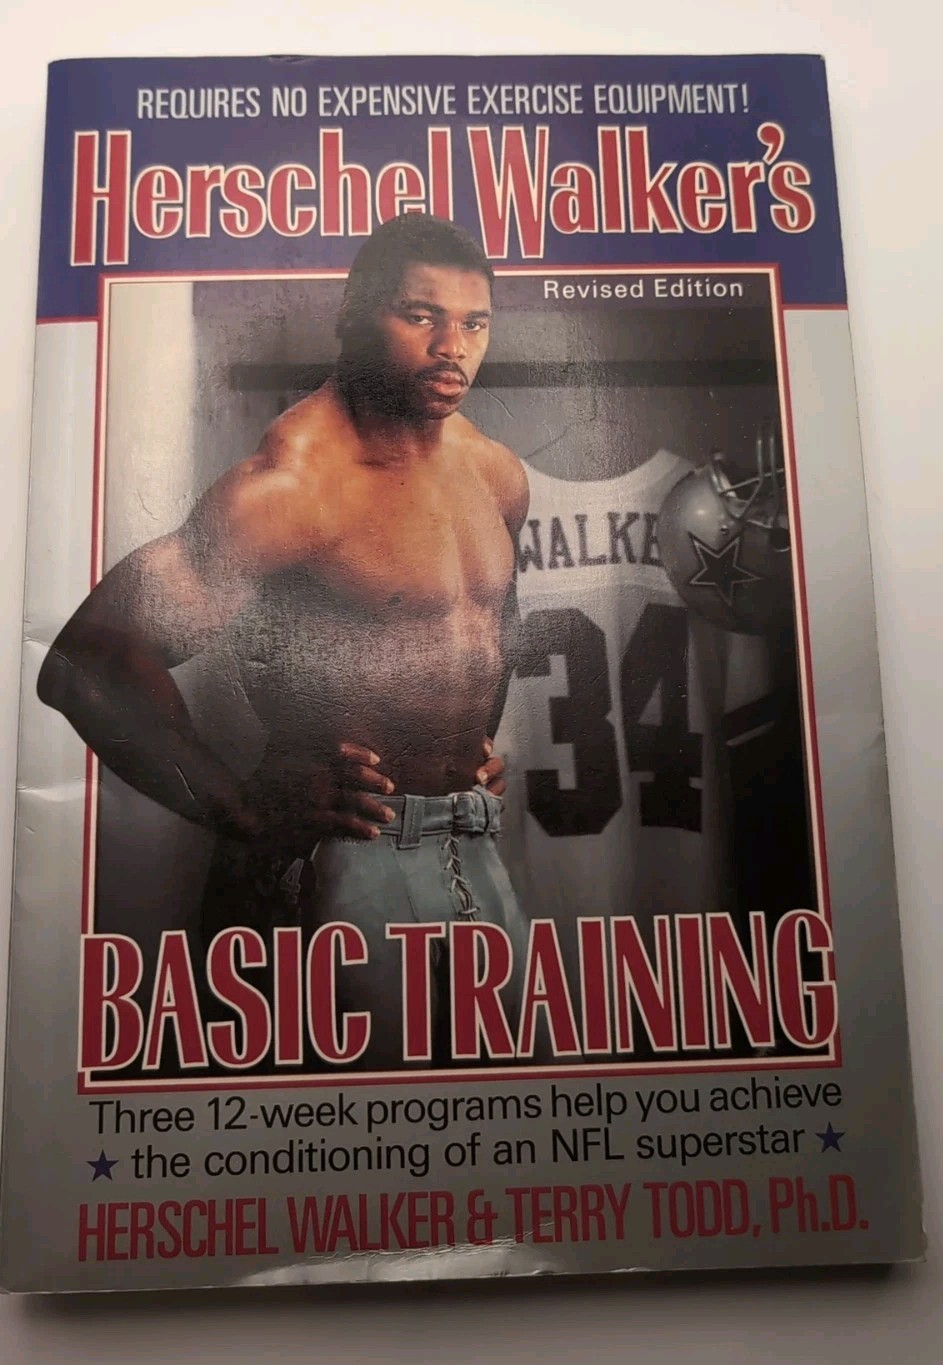 REQUIRES NO EXPENSIVE EXERCISE EQUIPMENT!
Herschel Walker's
Revised Edition
WALKE
34
4
BASIC TRAINING
Three 12-week programs help you achieve
★ the conditioning of an NFL superstar ★
HERSCHEL WALKER & TERRY TODD, Ph.D.